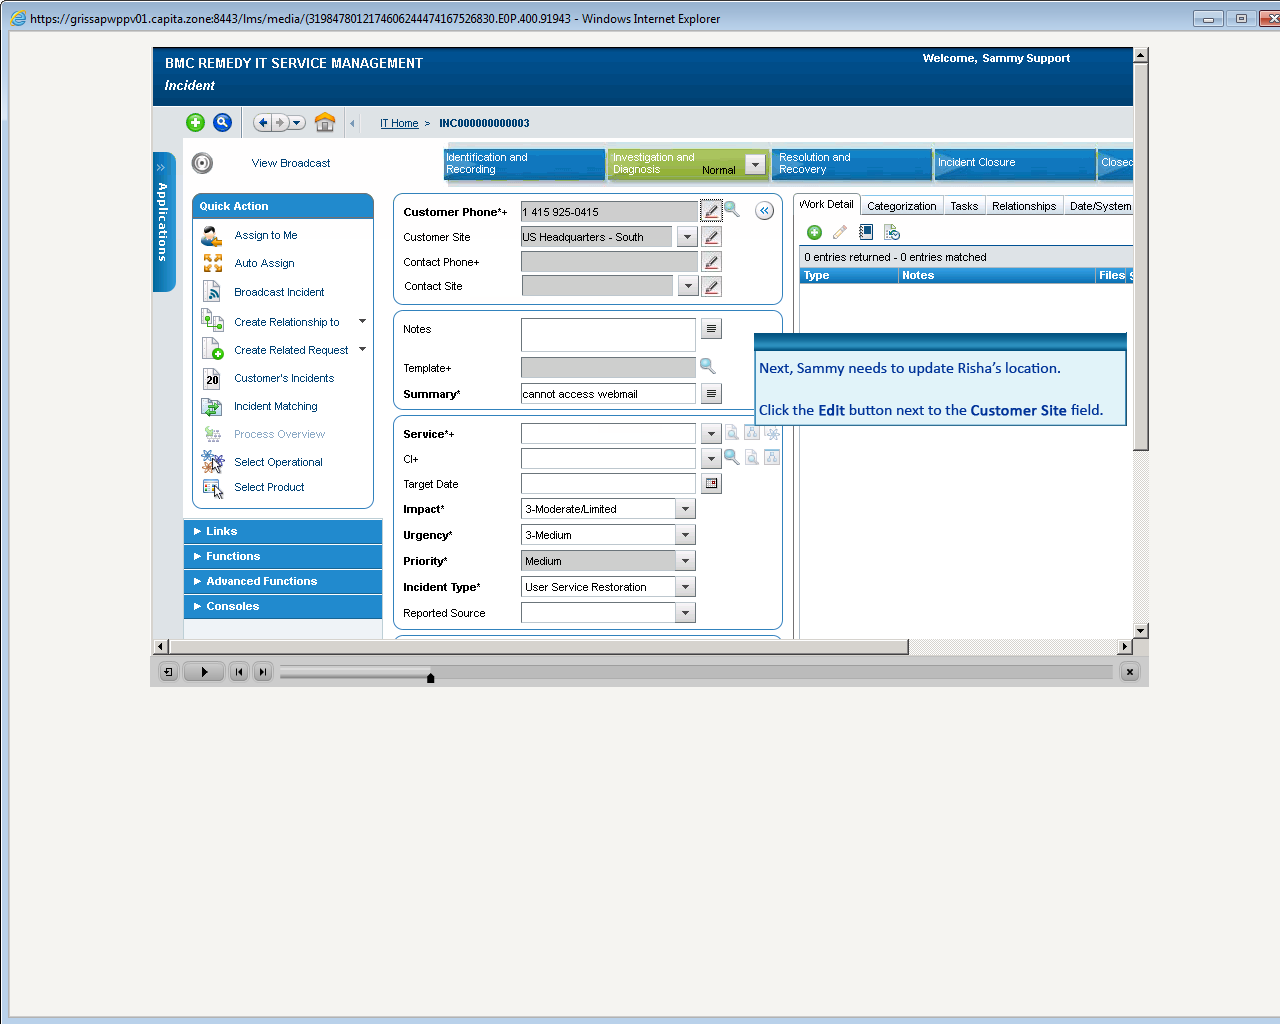 https://grissapwppv01.capita.zone:8443/lms/media/(3198478012174606244474167526830.E0P.400.91943 - Windows Internet Explorer
BMC REMEDY IT SERVICE MANAGEMENT
Welcome, Sammy Support
Incident
IT Home > INC000000000003
View Broadcast
Identification and
Recording
Investigation and
Diagnosis
Normal
Resolution and
Recovery
Incident Closure
Closed
Applications
Quick Action
Assign to Me
Auto Assign
Broadcast Incident
Create Relationship to
Create Related Request
20
Customer's Incidents
Incident Matching
Process Overview
Select Operational
Select Product
Links
Functions
Advanced Functions
Consoles
Customer Phone*+ 1 415 925-0415
Customer Site US Headquarters - South
Contact Phone+
Contact Site
Notes
Template+
Summary* cannot access webmail
Service*+
CI+
Target Date
Impact* 3-Moderate/Limited
Urgency* 3-Medium
Priority* Medium
Incident Type* User Service Restoration
Reported Source
Work Detail Categorization Tasks Relationships Date/System
0 entries returned - 0 entries matched
Type Notes Files S
Next, Sammy needs to update Risha's location.
Click the Edit button next to the Customer Site field.